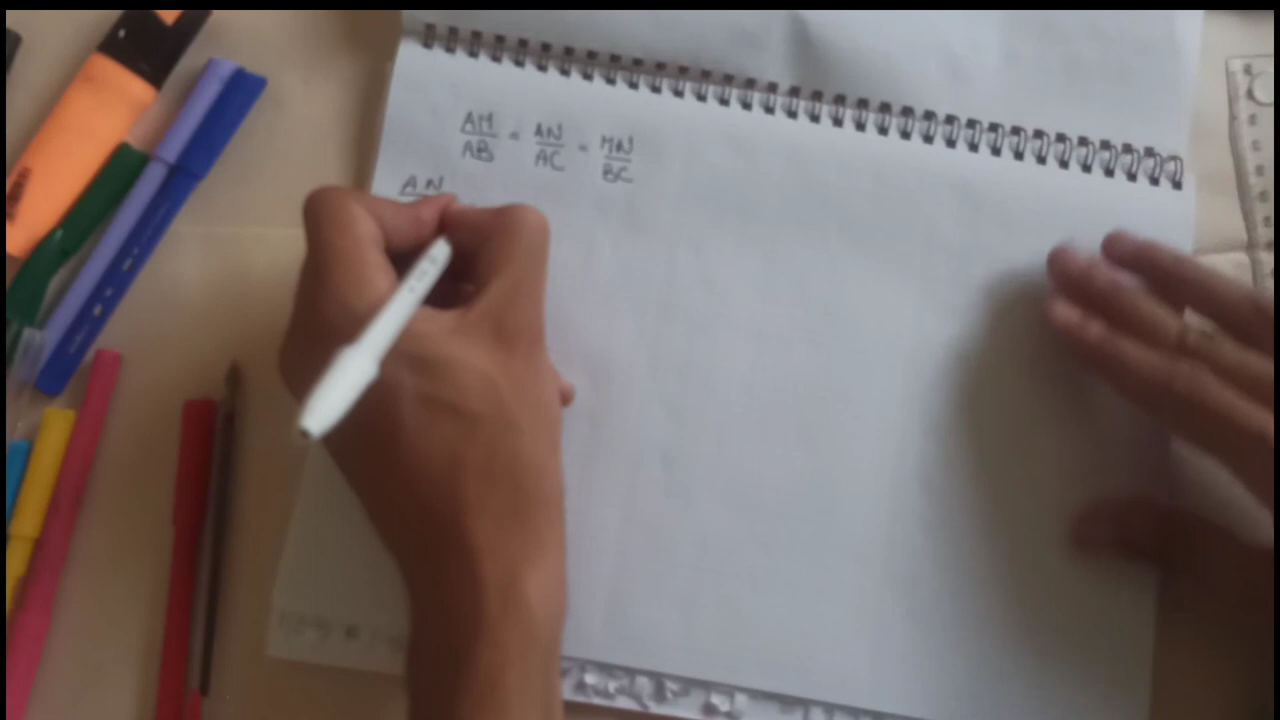 AM/AB = AN/AC = MN/BC
AN